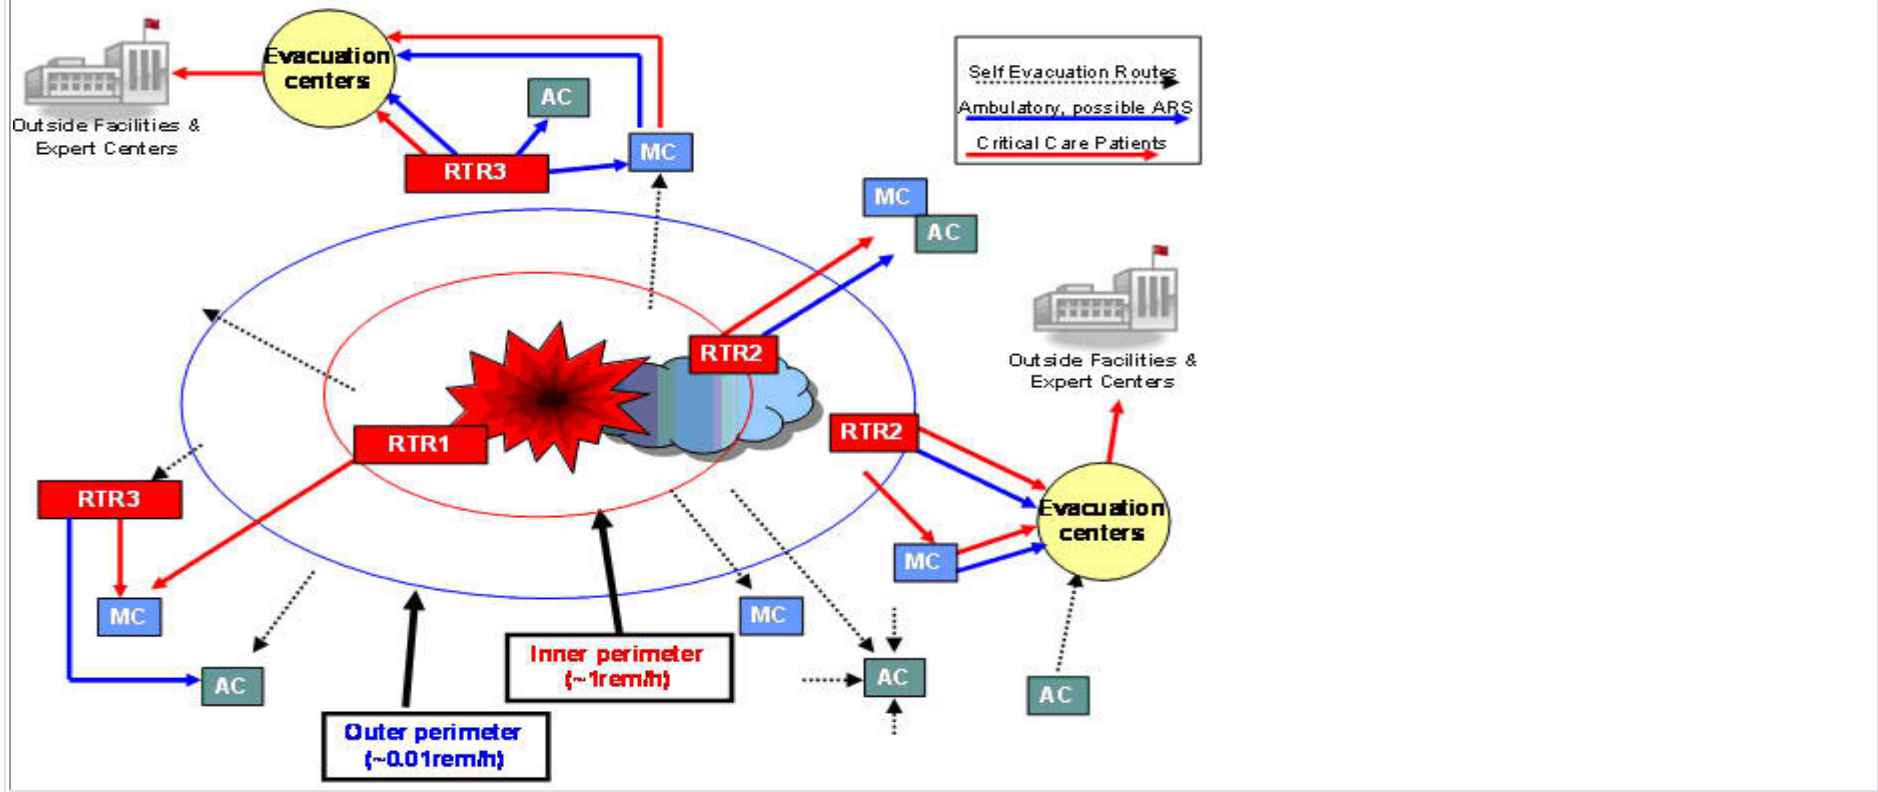 Evacuation
centers
Outside Facilities &
Expert Centers
AC
MC
RTR3
Self Evacuation Routes
Ambulatory, possible ARS
Critical Care Patients
MC
AC
Outside Facilities &
Expert Centers
RTR2
RTR1
RTR2
RTR3
Evacuation
centers
MC
MC
MC
AC
AC
AC
Inner perimeter
(~1rem/h)
Outer perimeter
(~0.01rem/h)